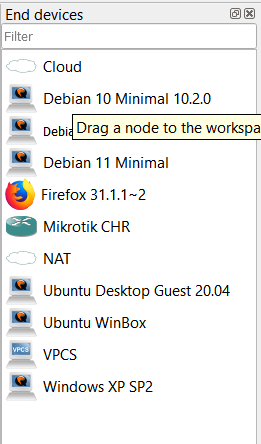 End devices
Filter
Cloud
Debian 10 Minimal 10.2.0
Debia
Drag a node to the workspa
Debian 11 Minimal
Firefox 31.1.1~2
Mikrotik CHR
NAT
Ubuntu Desktop Guest 20.04
Ubuntu WinBox
VPCS
VPCS
Windows XP SP2